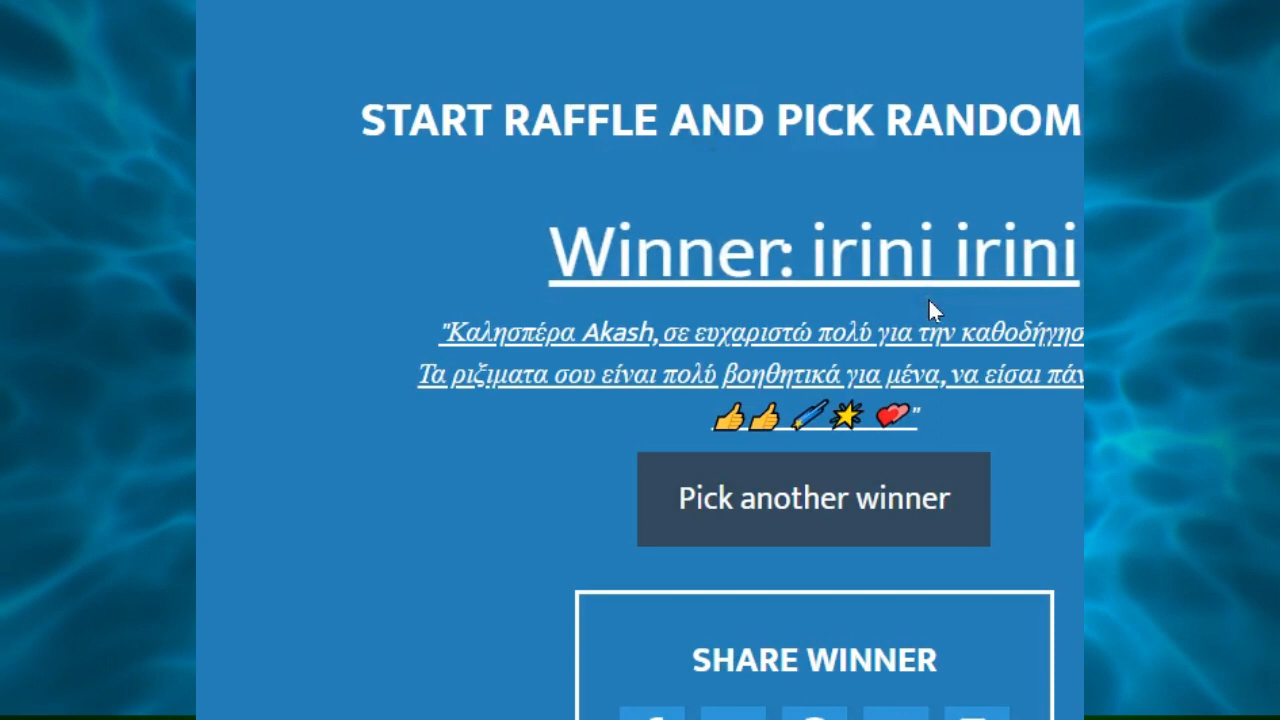 START RAFFLE AND PICK RANDOM
Winner: irini irini
"Καλησπέρα Akash, σε ευχαριστώ πολύ για την
Τα ριζιματα σου είναι πολύ βοηθητικά για μένα, να είσαι
👍👍 ☄️🌟 💕"
Pick another winner
SHARE WINNER